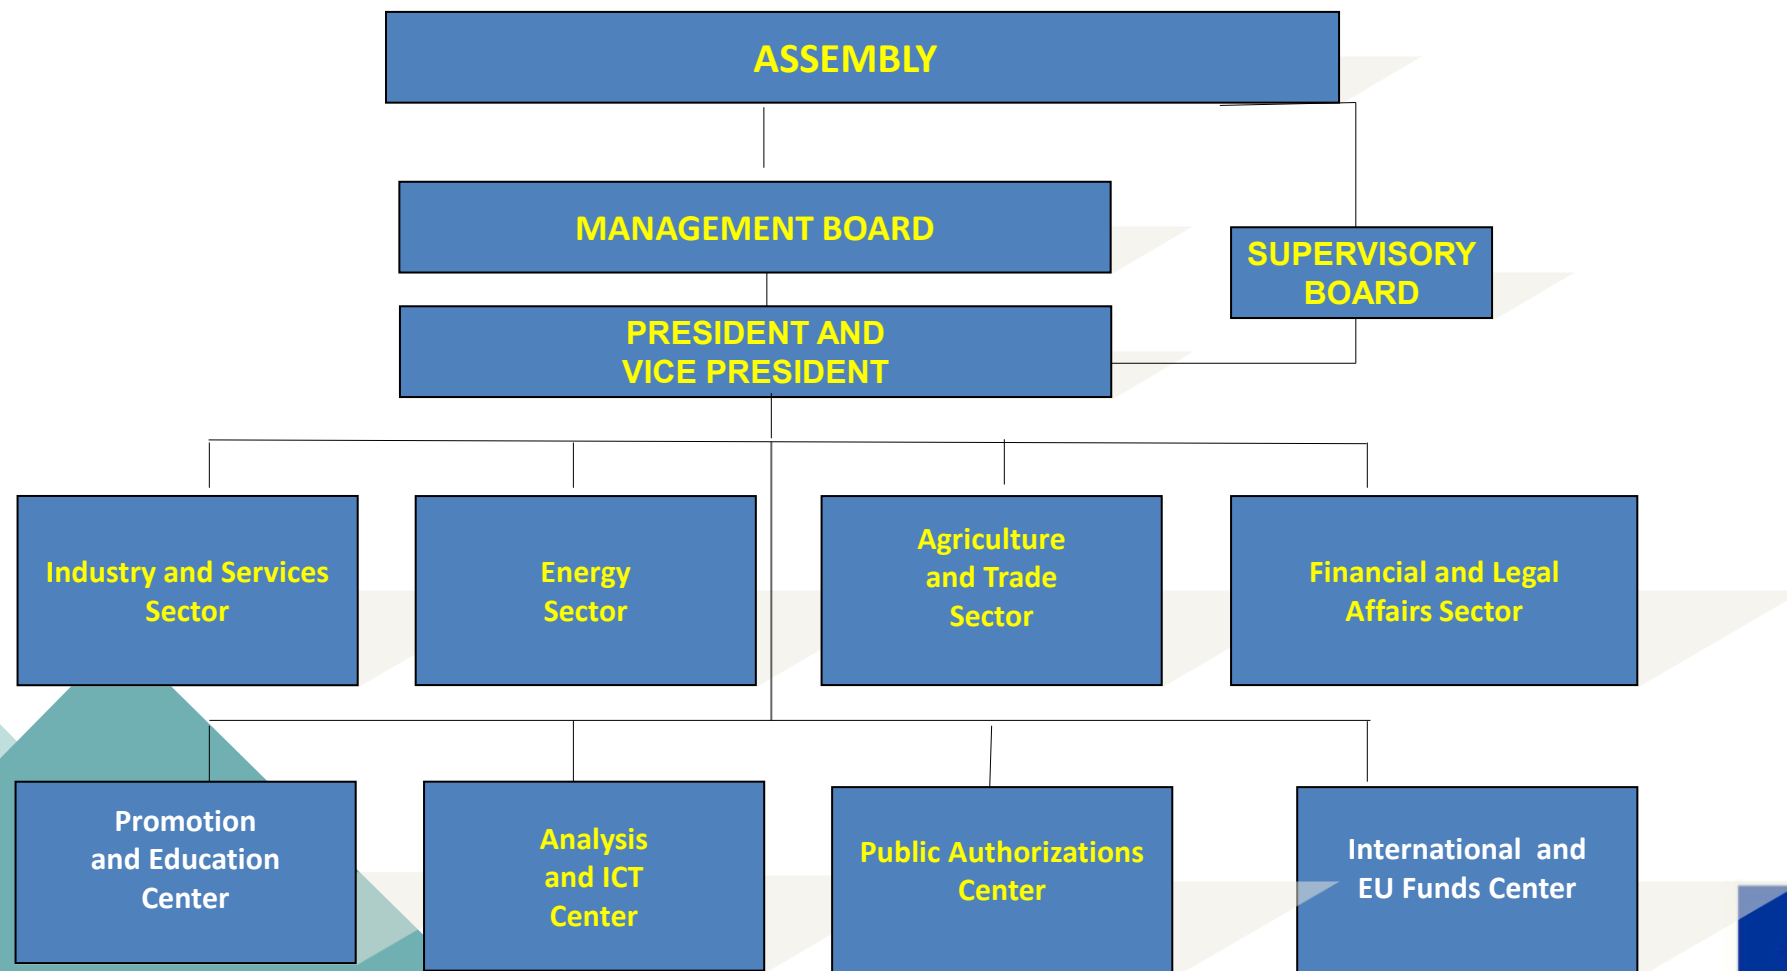 ASSEMBLY
MANAGEMENT BOARD
SUPERVISORY
BOARD
PRESIDENT AND
VICE PRESIDENT
Industry and Services
Sector
Energy
Sector
Agriculture
and Trade
Sector
Financial and Legal
Affairs Sector
Promotion
and Education
Center
Analysis
and ICT
Center
Public Authorizations
Center
International and
EU Funds Center